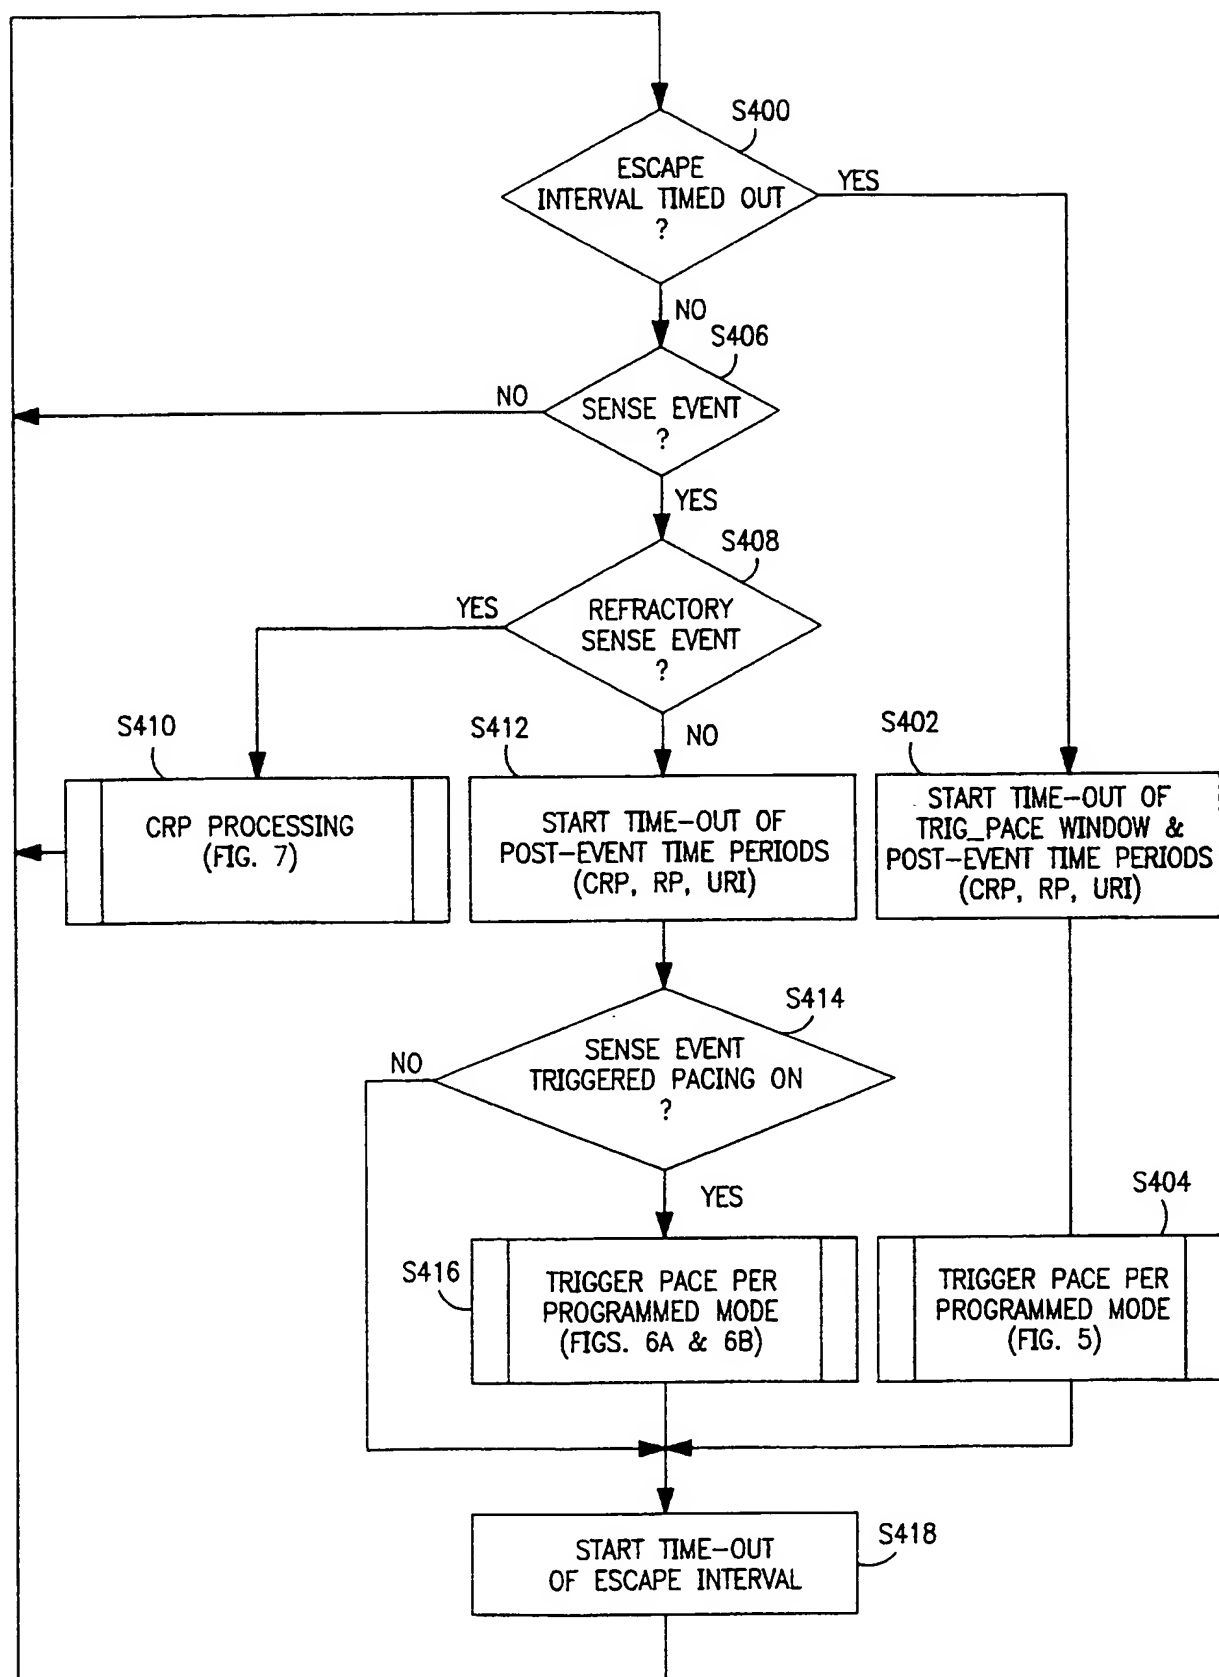 S400
ESCAPE
INTERVAL TIMED OUT
?
YES
NO
S406
NO
SENSE EVENT
?
YES
S408
YES
REFRACTORY
SENSE EVENT
?
NO
S410
CRP PROCESSING
(FIG. 7)
S412
START TIME-OUT OF
POST-EVENT TIME PERIODS
(CRP, RP, URI)
S402
START TIME-OUT OF
TRIG_PACE WINDOW &
POST-EVENT TIME PERIODS
(CRP, RP, URI)
S414
NO
SENSE EVENT
TRIGGERED PACING ON
?
YES
S416
TRIGGER PACE PER
PROGRAMMED MODE
(FIGS. 6A & 6B)
S404
TRIGGER PACE PER
PROGRAMMED MODE
(FIG. 5)
S418
START TIME-OUT
OF ESCAPE INTERVAL